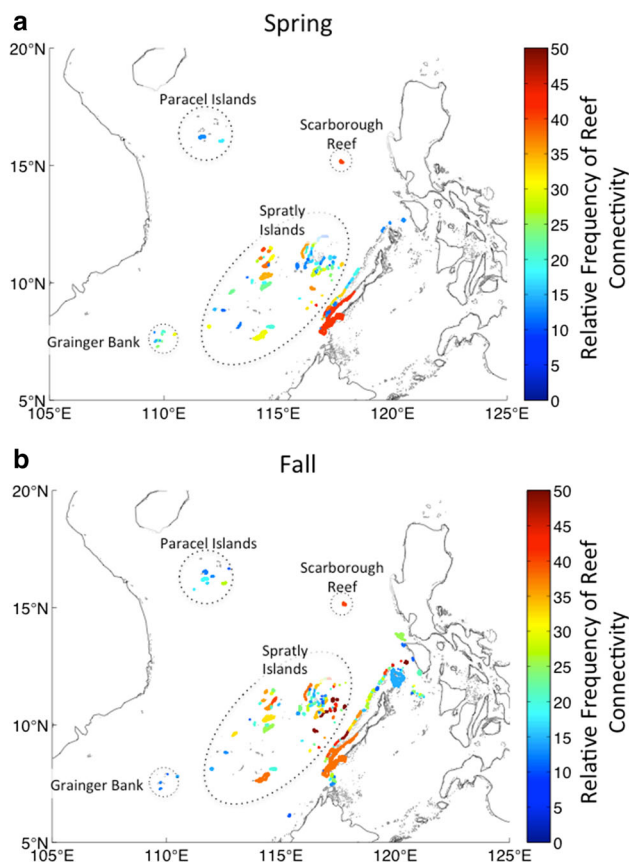 a
Spring
20°N
15°N
10°N
5°N
105°E
110°E
115°E
120°E
125°E
Paracel Islands
Scarborough
Reef
Spratly
Islands
Grainger Bank
50
45
40
35
30
25
20
15
10
5
0
Relative Frequency of Reef
Connectivity
b
Fall
20°N
15°N
10°N
5°N
105°E
110°E
115°E
120°E
125°E
Paracel Islands
Scarborough
Reef
Spratly
Islands
Grainger Bank
50
45
40
35
30
25
20
15
10
5
0
Relative Frequency of Reef
Connectivity